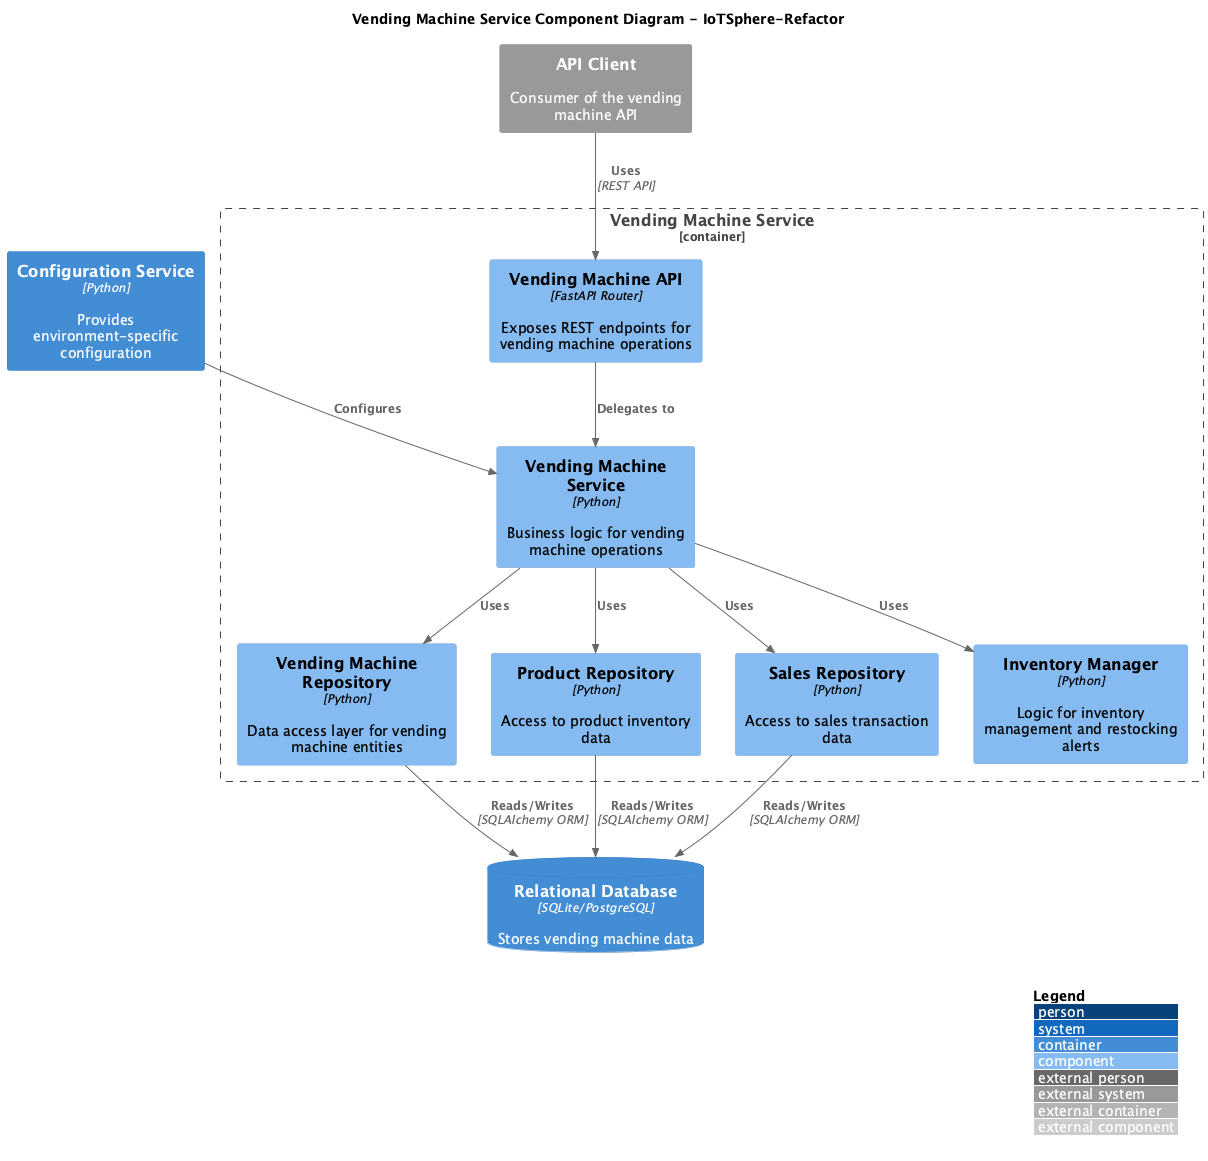 Vending Machine Service Component Diagram - IoTSphere-Refactor
API Client
Consumer of the vending
machine API
Uses
[REST API]
Vending Machine Service
[container]
Configuration Service
[Python]
Provides
environment-specific
configuration
Vending Machine API
[FastAPI Router]
Exposes REST endpoints for
vending machine operations
Configures
Delegates to
Vending Machine
Service
[Python]
Business logic for vending
machine operations
Uses
Uses
Uses
Uses
Vending Machine
Repository
[Python]
Data access layer for vending
machine entities
Product Repository
[Python]
Access to product inventory
data
Sales Repository
[Python]
Access to sales transaction
data
Inventory Manager
[Python]
Logic for inventory
management and restocking
alerts
Reads/Writes
[SQLAlchemy ORM]
Reads/Writes
[SQLAlchemy ORM]
Reads/Writes
[SQLAlchemy ORM]
Relational Database
[SQLite/PostgreSQL]
Stores vending machine data
Legend
person
system
container
component
external person
external system
external container
external component